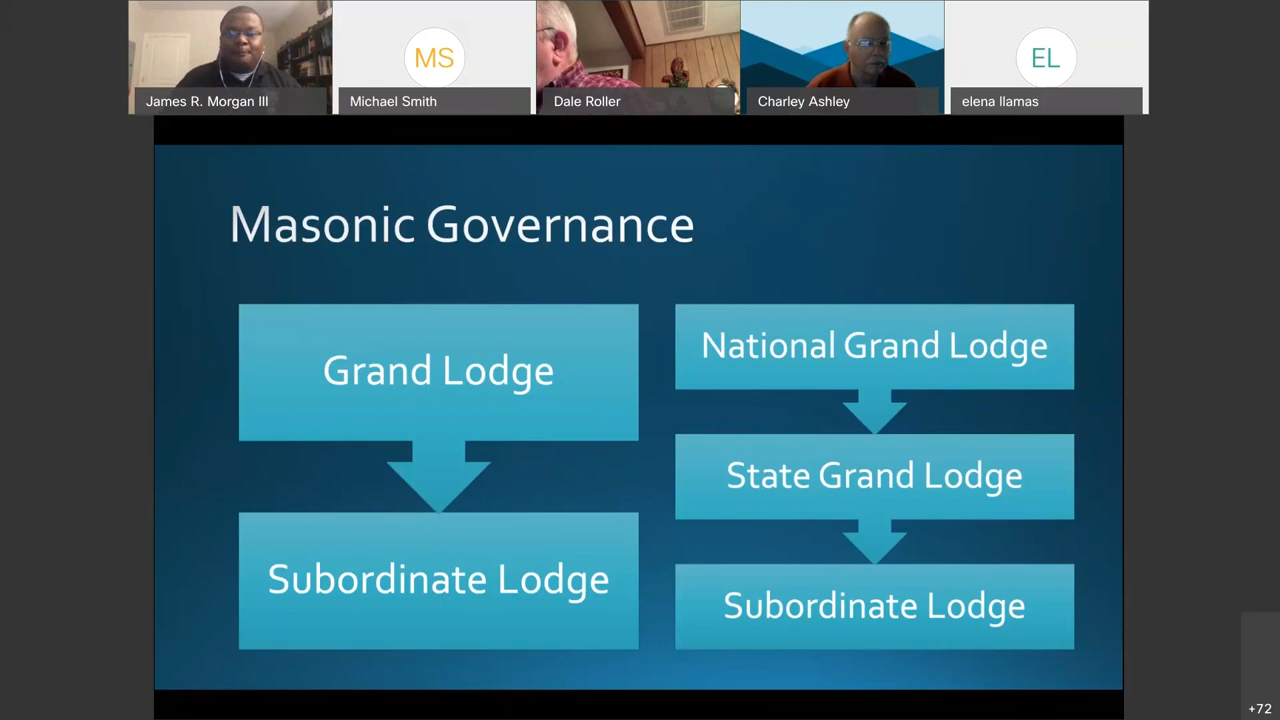 James R. Morgan III
MS
Michael Smith
Dale Roller
Charley Ashley
EL
elena llamas
Masonic Governance
Grand Lodge
Subordinate Lodge
National Grand Lodge
State Grand Lodge
Subordinate Lodge
+72